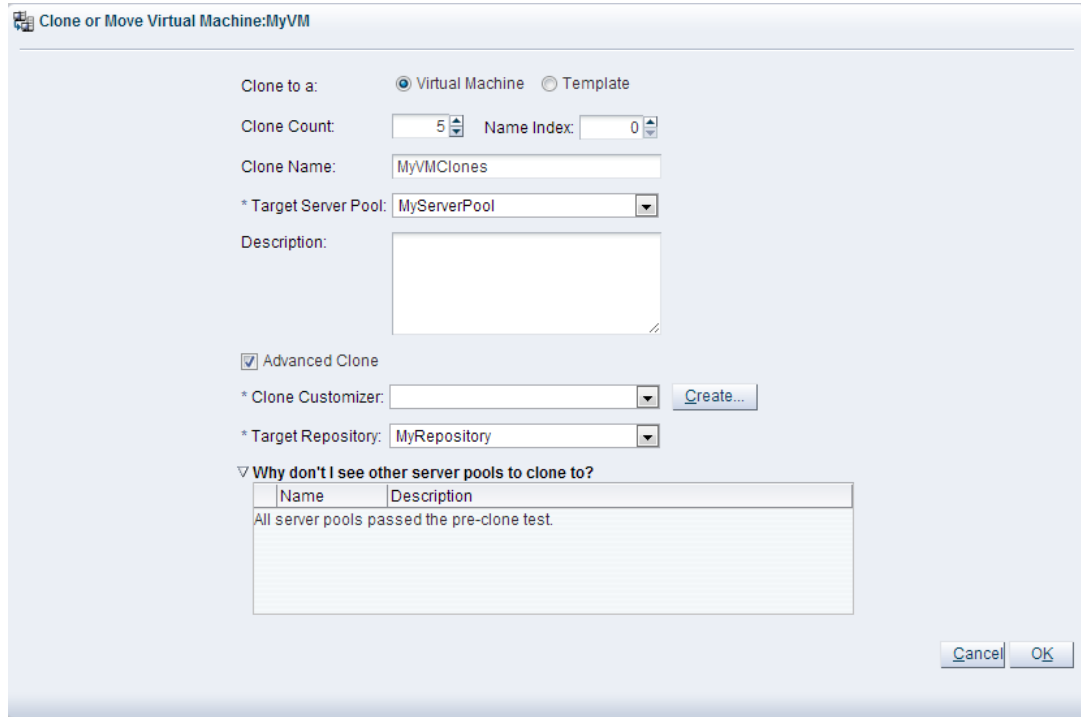 Clone or Move Virtual Machine:MyVM
Clone to a: Virtual Machine Template
Clone Count: 5 Name Index: 0
Clone Name: MyVMClones
* Target Server Pool: MyServerPool
Description:
Advanced Clone
* Clone Customizer: Create...
* Target Repository: MyRepository
Why don't I see other server pools to clone to?
Name Description
All server pools passed the pre-clone test.
Cancel OK